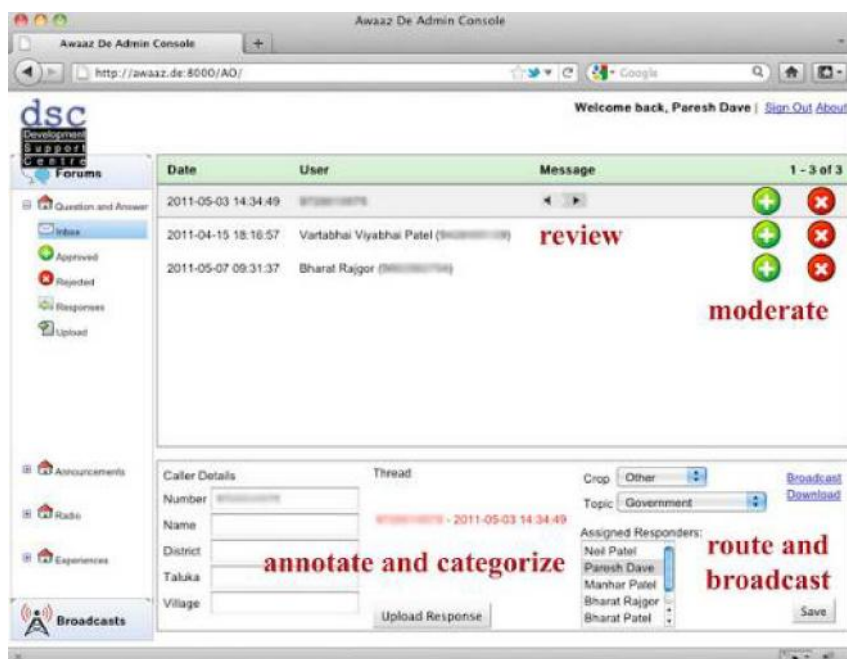 Awaaz De Admin Console
Awaaz De Admin Console
http://awaaz.de:8000/AO/
Google
dsc
Development
Support
Centre
Welcome back, Paresh Dave | Sign Out About
Forums
Question and Answer
Inbox
Approved
Rejected
Responses
Upload
Announcements
Radio
Experiences
Broadcasts
Date User Message 1 - 3 of 3
2011-05-03 14:34:49
2011-04-15 18:16:57 Vartabhai Viyabhai Patel (
2011-05-07 09:31:37 Bharat Rajgor (
review
moderate
Caller Details
Number
Name
District
Taluka
Village
Thread
- 2011-05-03 14:34:49
annotate and categorize
Upload Response
Crop Other
Topic Government
Assigned Responders:
Neil Patel
Paresh Dave
Manhar Patel
Bharat Rajgor
Bharat Patel
Broadcast
Download
route and
broadcast
Save